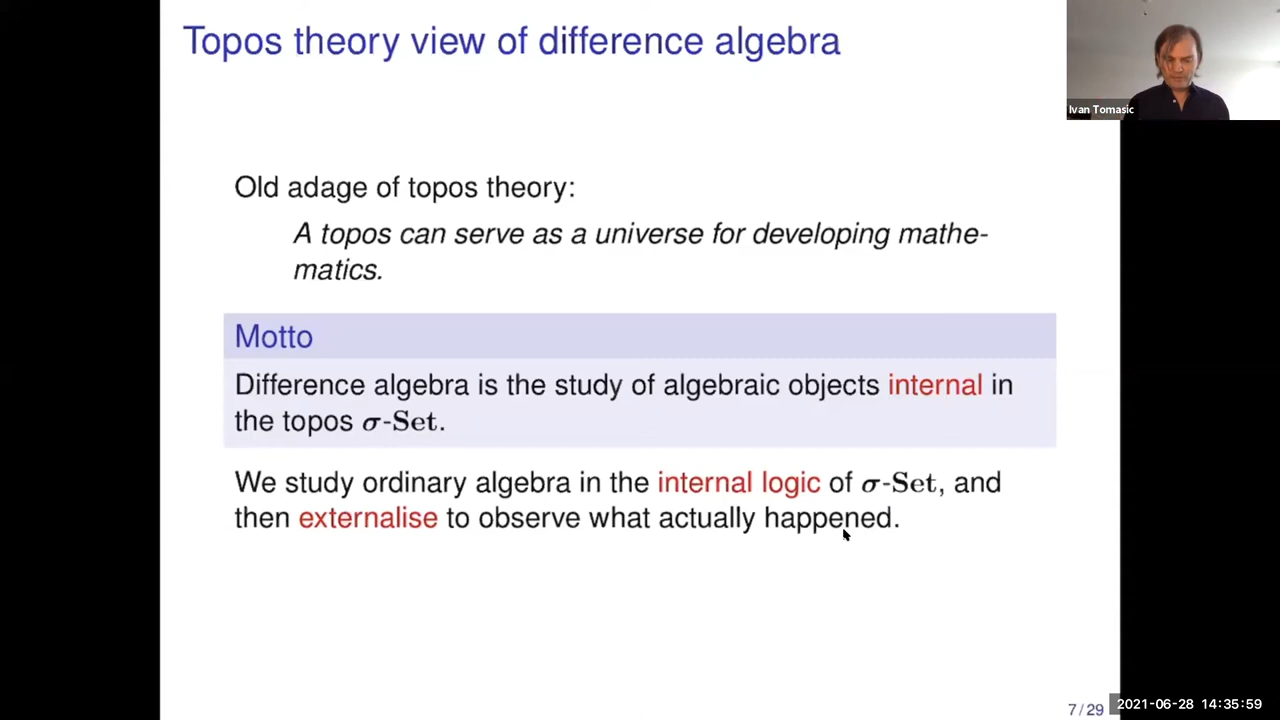 Topos theory view of difference algebra
Ivan Tomasic
Old adage of topos theory:
A topos can serve as a universe for developing mathe-
matics.
Motto
Difference algebra is the study of algebraic objects internal in
the topos σ-Set.
We study ordinary algebra in the internal logic of σ-Set, and
then externalise to observe what actually happened.
7 / 29
2021-06-28 14:35:59